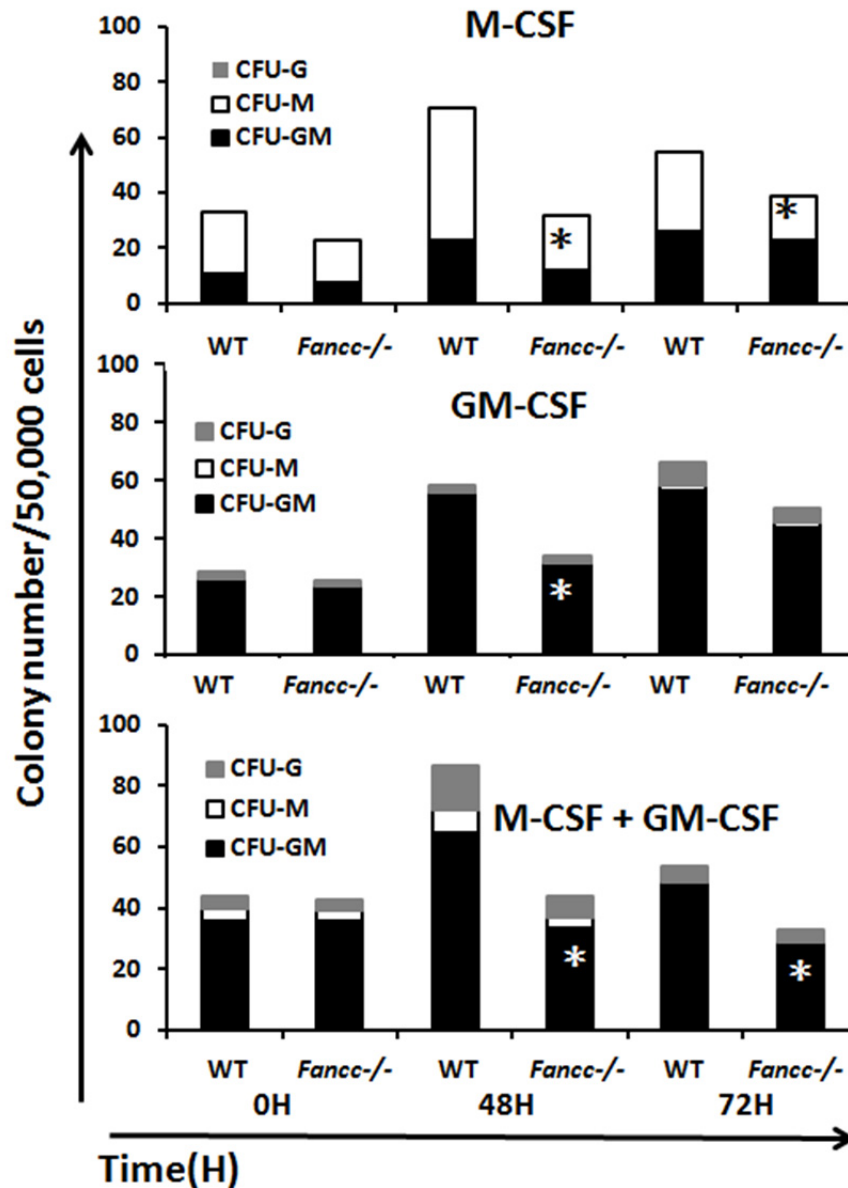 M-CSF
CFU-G
CFU-M
CFU-GM
100
80
60
40
20
0
WT Fancc-/- WT Fancc-/- WT Fancc-/-
*
*
GM-CSF
CFU-G
CFU-M
CFU-GM
100
80
60
40
20
0
WT Fancc-/- WT Fancc-/- WT Fancc-/-
*
M-CSF + GM-CSF
CFU-G
CFU-M
CFU-GM
100
80
60
40
20
0
WT Fancc-/- WT Fancc-/- WT Fancc-/-
*
*
0H 48H 72H
Time(H)
Colony number/50,000 cells